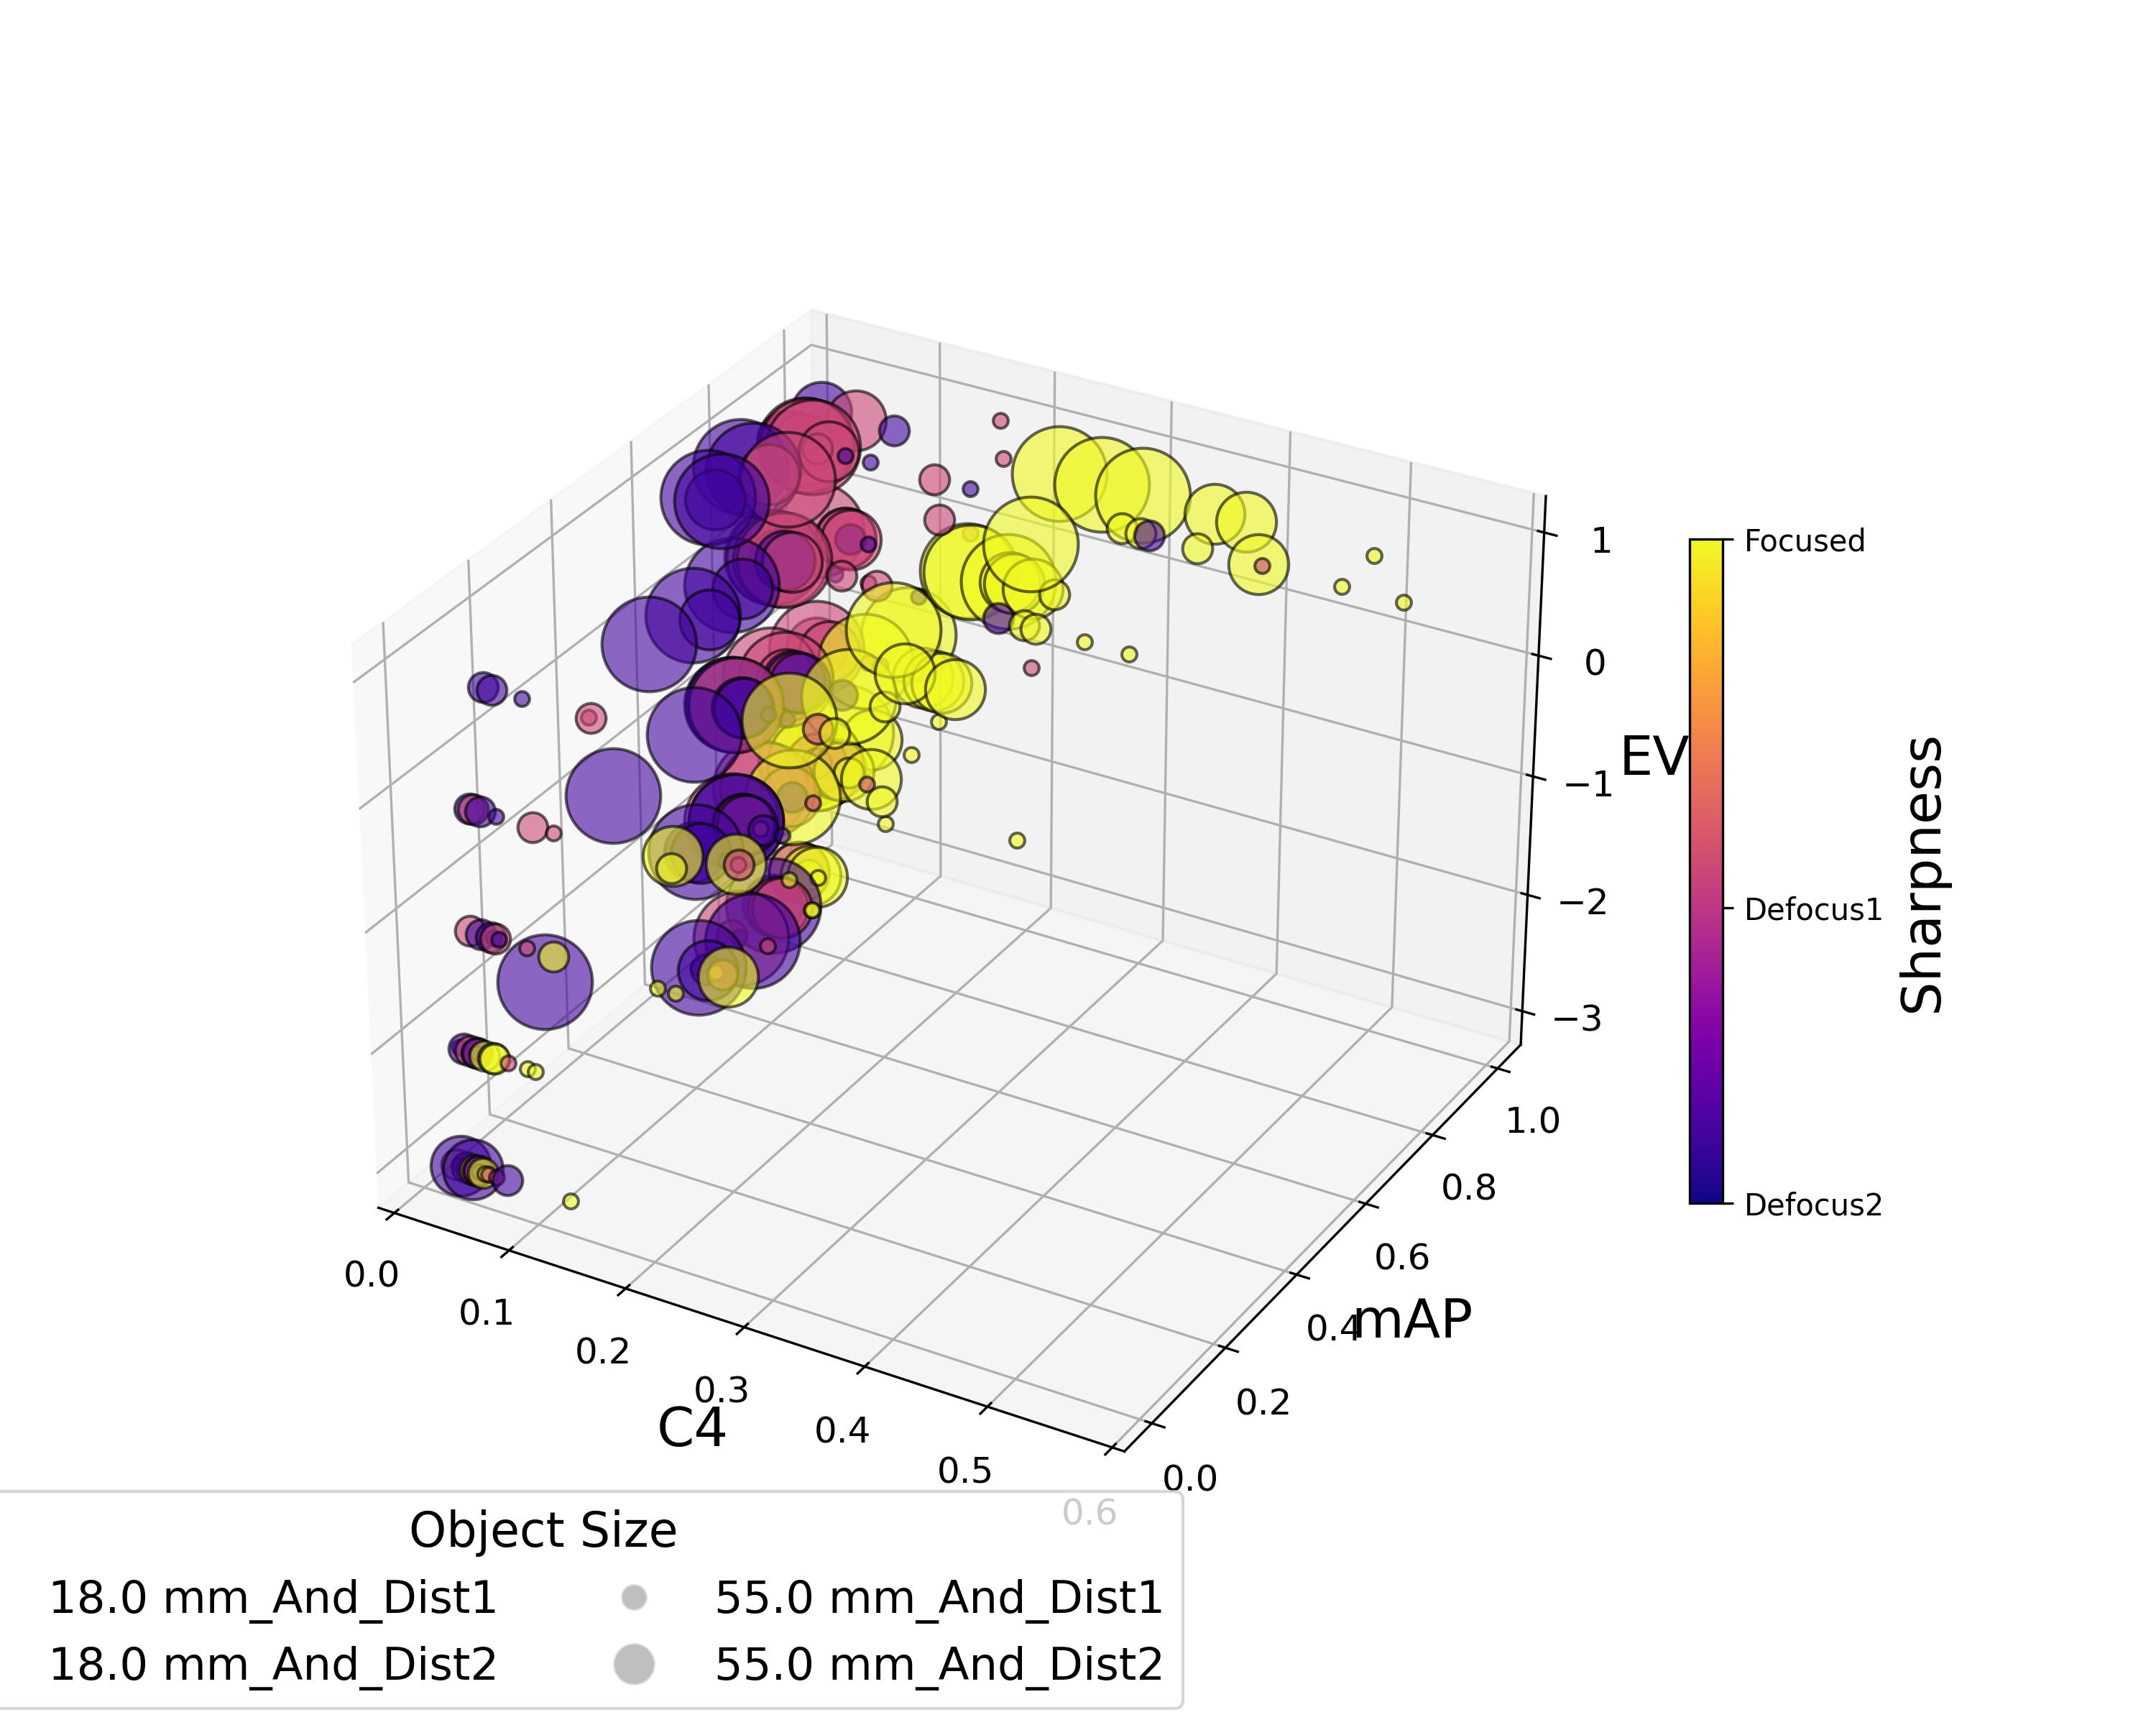 1
0
−1
−2
−3
EV
Focused
Defocus1
Defocus2
Sharpness
1.0
0.8
0.6
0.4
0.2
0.0
mAP
0.0
0.1
0.2
0.3
0.4
0.5
0.6
C4
Object Size
18.0 mm_And_Dist1 55.0 mm_And_Dist1
18.0 mm_And_Dist2 55.0 mm_And_Dist2